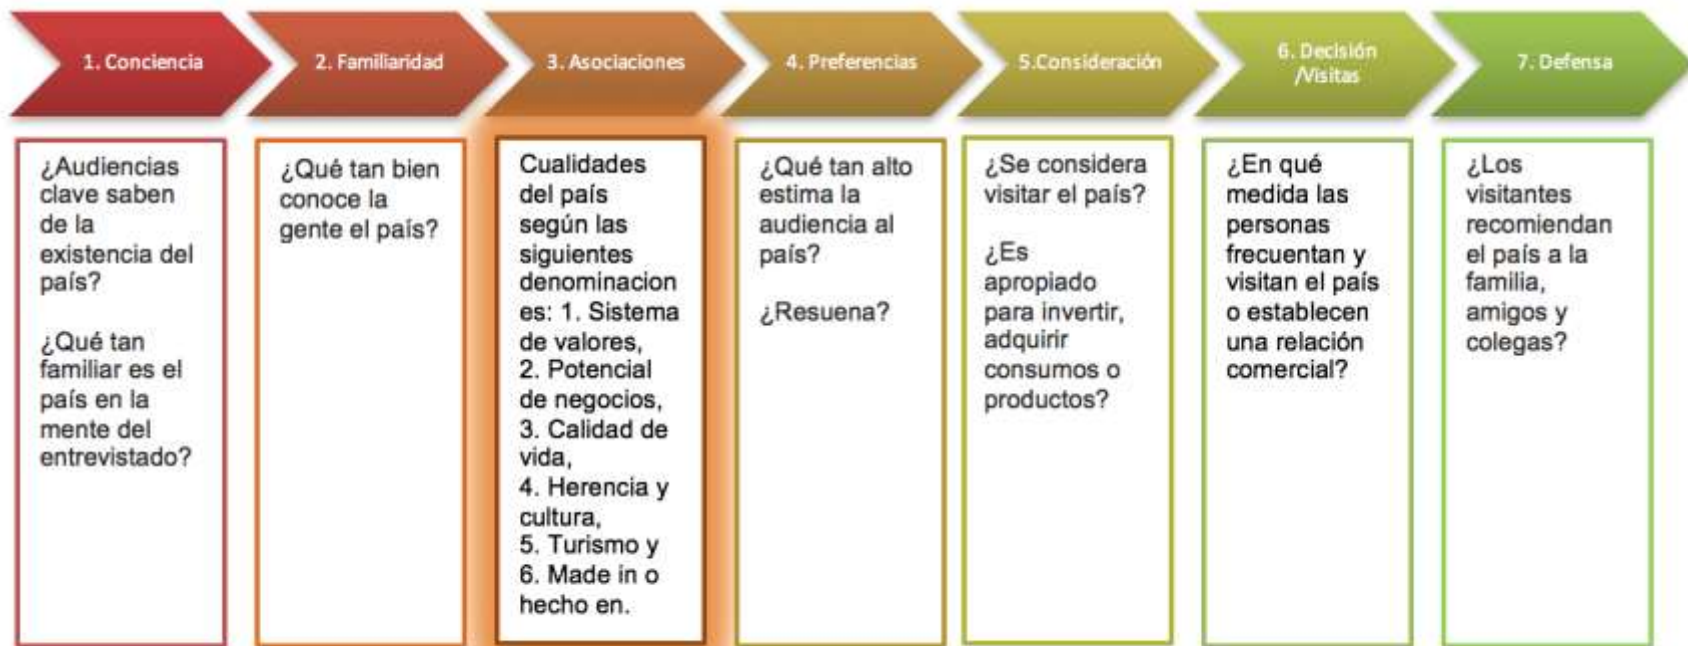 1. Conciencia
2. Familiaridad
3. Asociaciones
4. Preferencias
5.Consideración
6. Decisión
/Visitas
7. Defensa
¿Audiencias
clave saben
de la
existencia del
país?
¿Qué tan
familiar es el
país en la
mente del
entrevistado?
¿Qué tan bien
conoce la
gente el país?
Cualidades
del país
según las
siguientes
denominacion
es: 1. Sistema
de valores,
2. Potencial
de negocios,
3. Calidad de
vida,
4. Herencia y
cultura,
5. Turismo y
6. Made in o
hecho en.
¿Qué tan alto
estima la
audiencia al
país?
¿Resuena?
¿Se considera
visitar el país?
¿Es
apropiado
para invertir,
adquirir
consumos o
productos?
¿En qué
medida las
personas
frecuentan y
visitan el país
o establecen
una relación
comercial?
¿Los
visitantes
recomiendan
el país a la
familia,
amigos y
colegas?